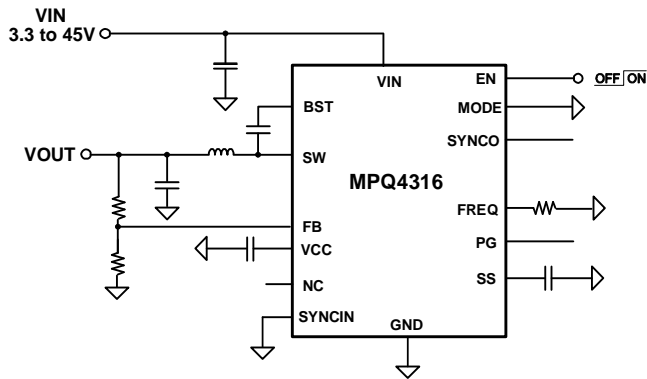 VIN
3.3 to 45V
VIN
EN
OFF ON
BST
MODE
SYNCO
VOUT
SW
MPQ4316
FREQ
FB
PG
VCC
SS
NC
SYNCIN
GND